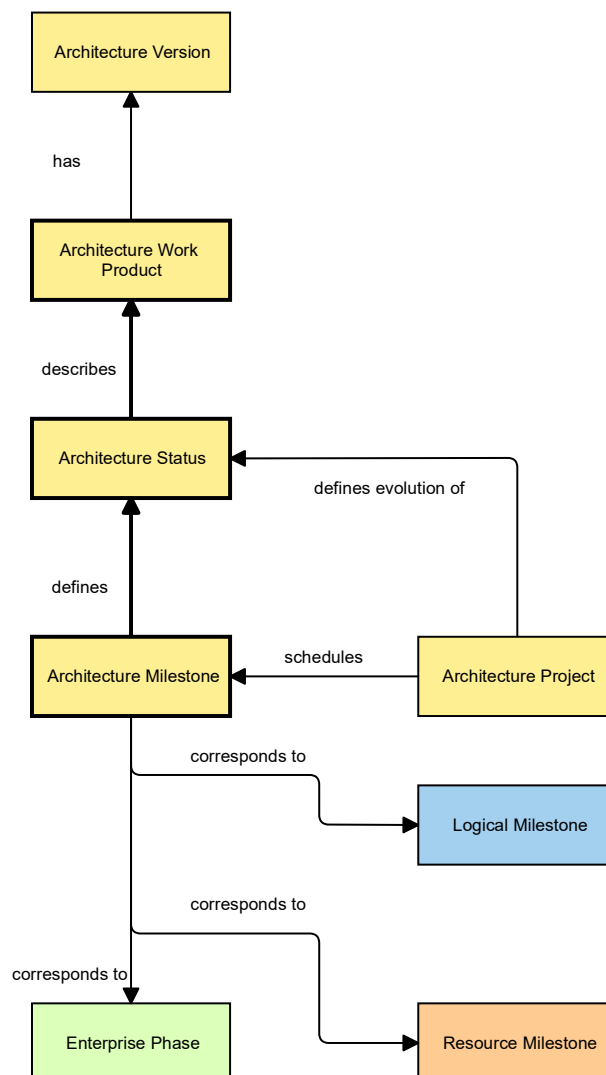 Architecture Version
has
Architecture Work
Product
describes
Architecture Status
defines evolution of
defines
schedules
Architecture Milestone
Architecture Project
corresponds to
Logical Milestone
corresponds to
corresponds to
Enterprise Phase
Resource Milestone